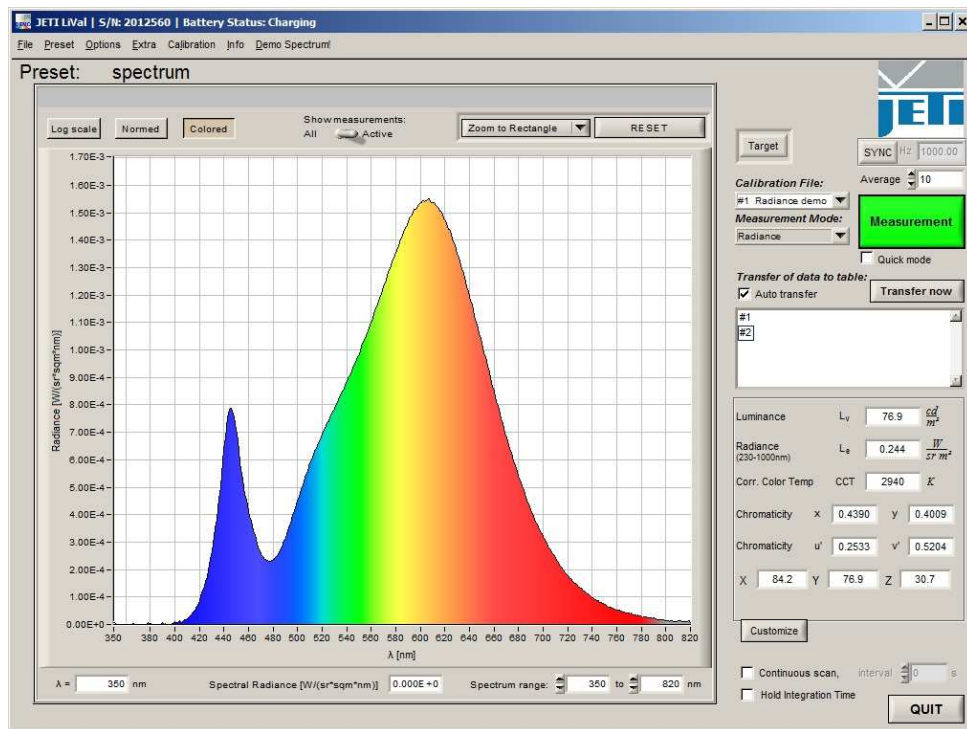 JETI LiVal | S/N: 2012560 | Battery Status: Charging
File Preset Options Extra Calibration Info Demo Spectrum!
Preset: spectrum
JETI
Log scale Normed Colored
Show measurements:
All Active
Zoom to Rectangle RESET
Target
SYNC Hz 1000.00
Calibration File: Average 10
#1 Radiance demo
Measurement Mode:
Radiance
Measurement
Quick mode
Transfer of data to table:
Auto transfer Transfer now
#1
#2
1.70E-3
1.60E-3
1.50E-3
1.40E-3
1.30E-3
1.20E-3
1.10E-3
1.00E-3
9.00E-4
8.00E-4
7.00E-4
6.00E-4
5.00E-4
4.00E-4
3.00E-4
2.00E-4
1.00E-4
0.00E+0
Radiance [W/(sr*sqm*nm)]
350 380 400 420 440 460 480 500 520 540 560 580 600 620 640 660 680 700 720 740 760 780 800 820
λ [nm]
λ = 350 nm Spectral Radiance [W/(sr*sqm*nm)] 0.000E+0 Spectrum range: 350 to 820 nm
Luminance Lv 76.9 cd/m²
Radiance Le 0.244 W/sr m²
(230-1000nm)
Corr. Color Temp CCT 2940 K
Chromaticity x 0.4390 y 0.4009
Chromaticity u' 0.2533 v' 0.5204
X 84.2 Y 76.9 Z 30.7
Customize
Continuous scan, interval 0 s
Hold Integration Time
QUIT